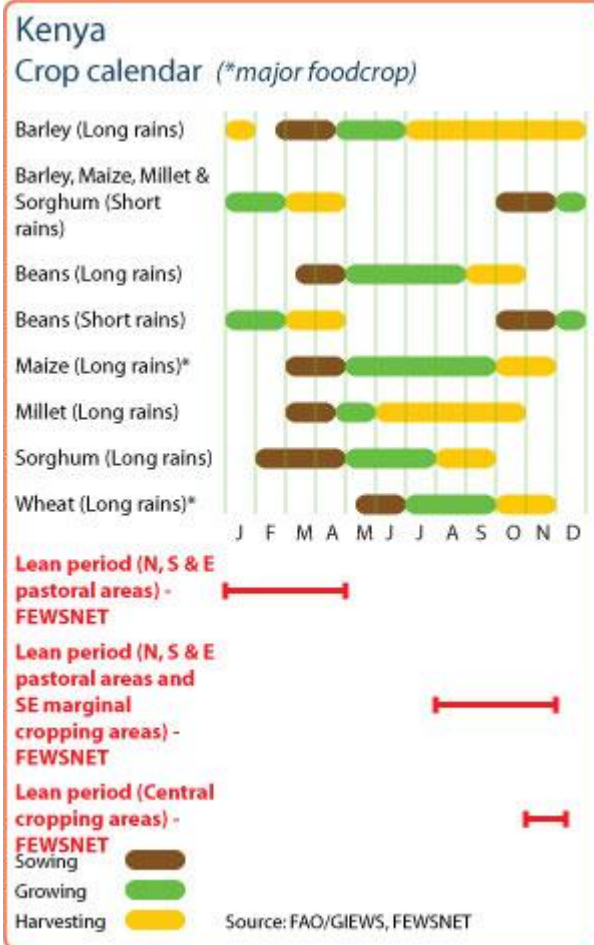 Kenya
Crop calendar (*major foodcrop)
Barley (Long rains)
Barley, Maize, Millet &
Sorghum (Short
rains)
Beans (Long rains)
Beans (Short rains)
Maize (Long rains)*
Millet (Long rains)
Sorghum (Long rains)
Wheat (Long rains)*
J F M A M J J A S O N D
Lean period (N, S & E
pastoral areas) -
FEWSNET
Lean period (N, S & E
pastoral areas and
SE marginal
cropping areas) -
FEWSNET
Lean period (Central
cropping areas) -
FEWSNET
Sowing
Growing
Harvesting
Source: FAO/GIEWS, FEWSNET